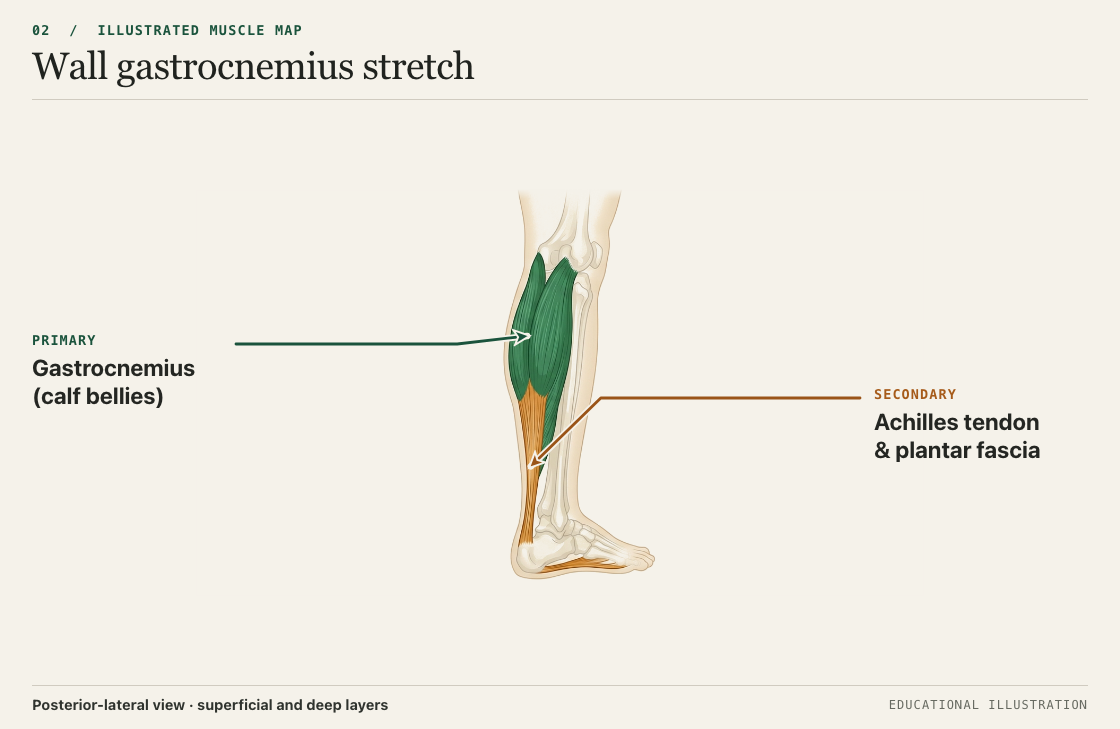 02 / ILLUSTRATED MUSCLE MAP
Wall gastrocnemius stretch
PRIMARY
Gastrocnemius
(calf bellies)
SECONDARY
Achilles tendon
& plantar fascia
Posterior-lateral view · superficial and deep layers
EDUCATIONAL ILLUSTRATION